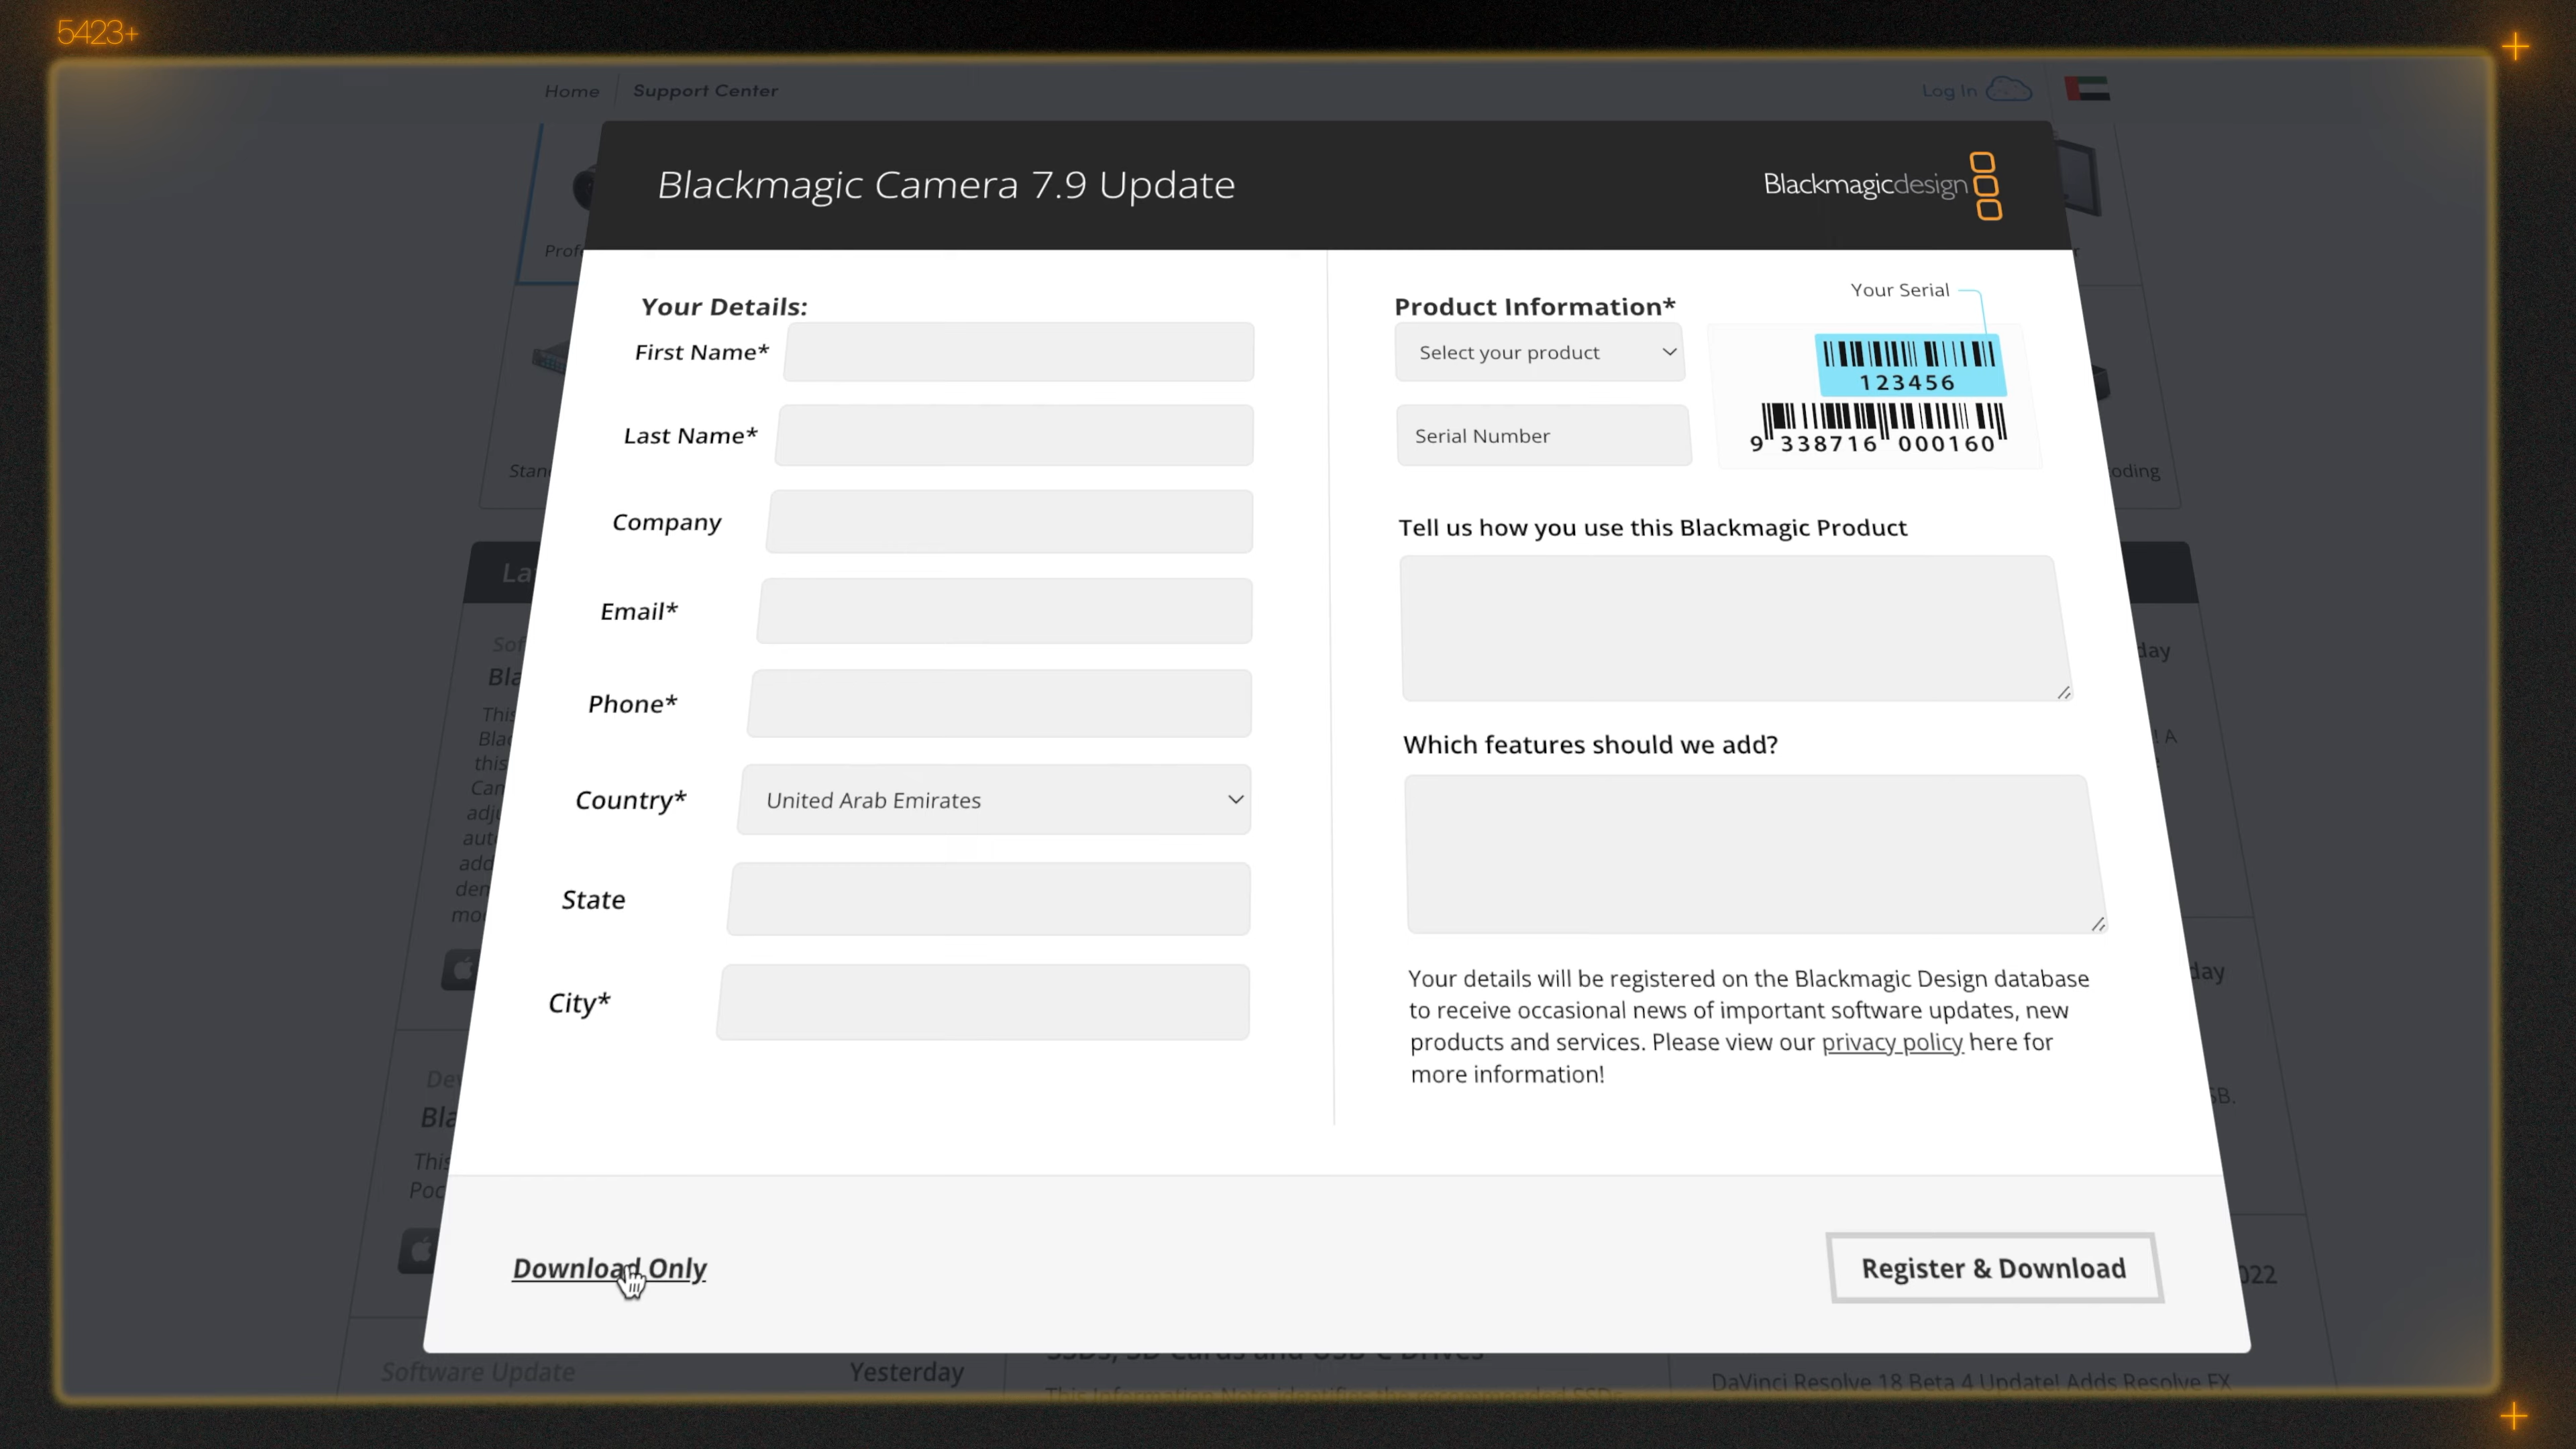 5423+
Home
Support Center
Log In
Blackmagic Camera 7.9 Update
Blackmagicdesign
Your Details:
First Name*
Last Name*
Company
Email*
Phone*
Country*
United Arab Emirates
State
City*
Product Information*
Select your product
Serial Number
Your Serial
123456
9 338716 000160
Tell us how you use this Blackmagic Product
Which features should we add?
Your details will be registered on the Blackmagic Design database
to receive occasional news of important software updates, new
products and services. Please view our privacy policy here for
more information!
Download Only
Register & Download
Software Update
Yesterday
DaVinci Resolve 18 Beta 4 Update! Adds Resolve FX